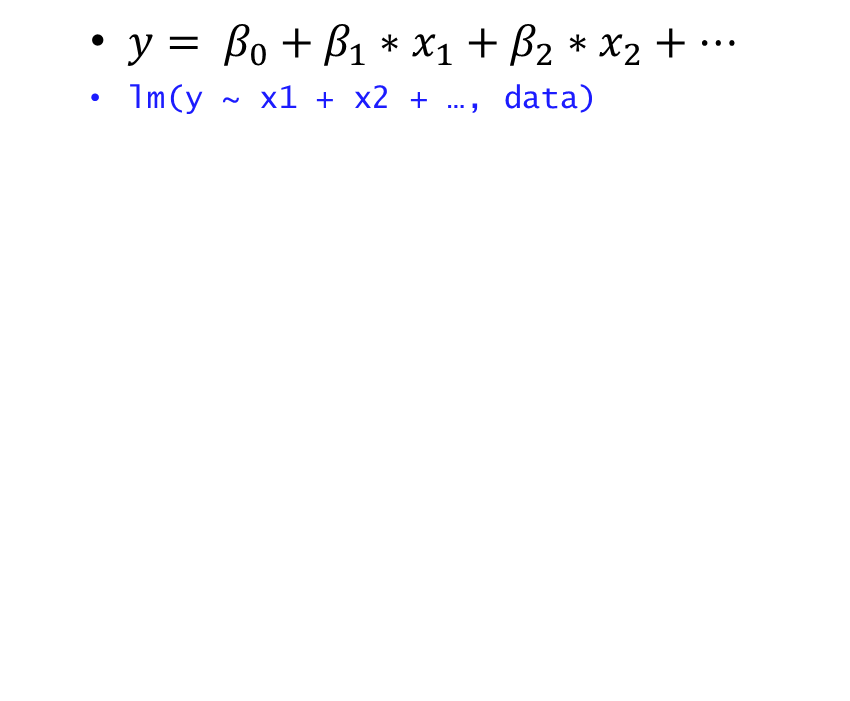 • y = β₀ + β₁ ∗ x₁ + β₂ ∗ x₂ + ⋯
• lm(y ~ x1 + x2 + …, data)